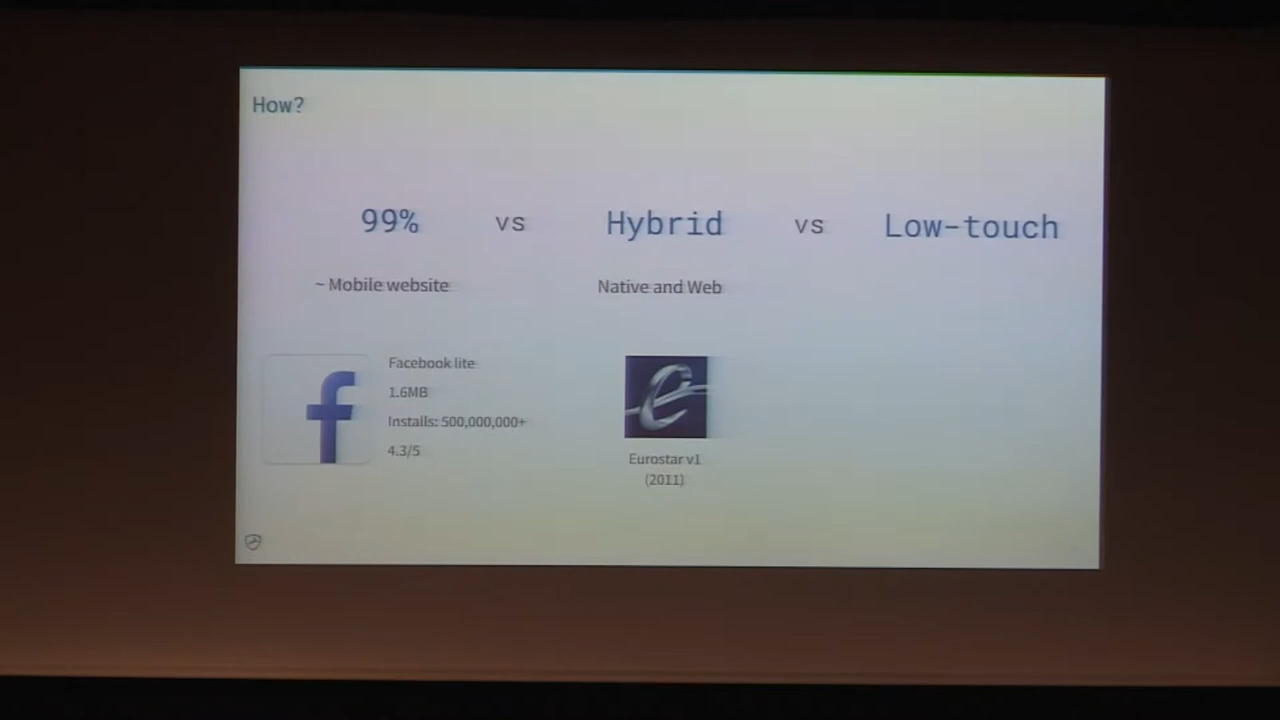 How?
99% vs Hybrid vs Low-touch
~ Mobile website
Native and Web
Facebook lite
1.6MB
Installs: 500,000,000+
4.3/5
Eurostar v1
(2011)